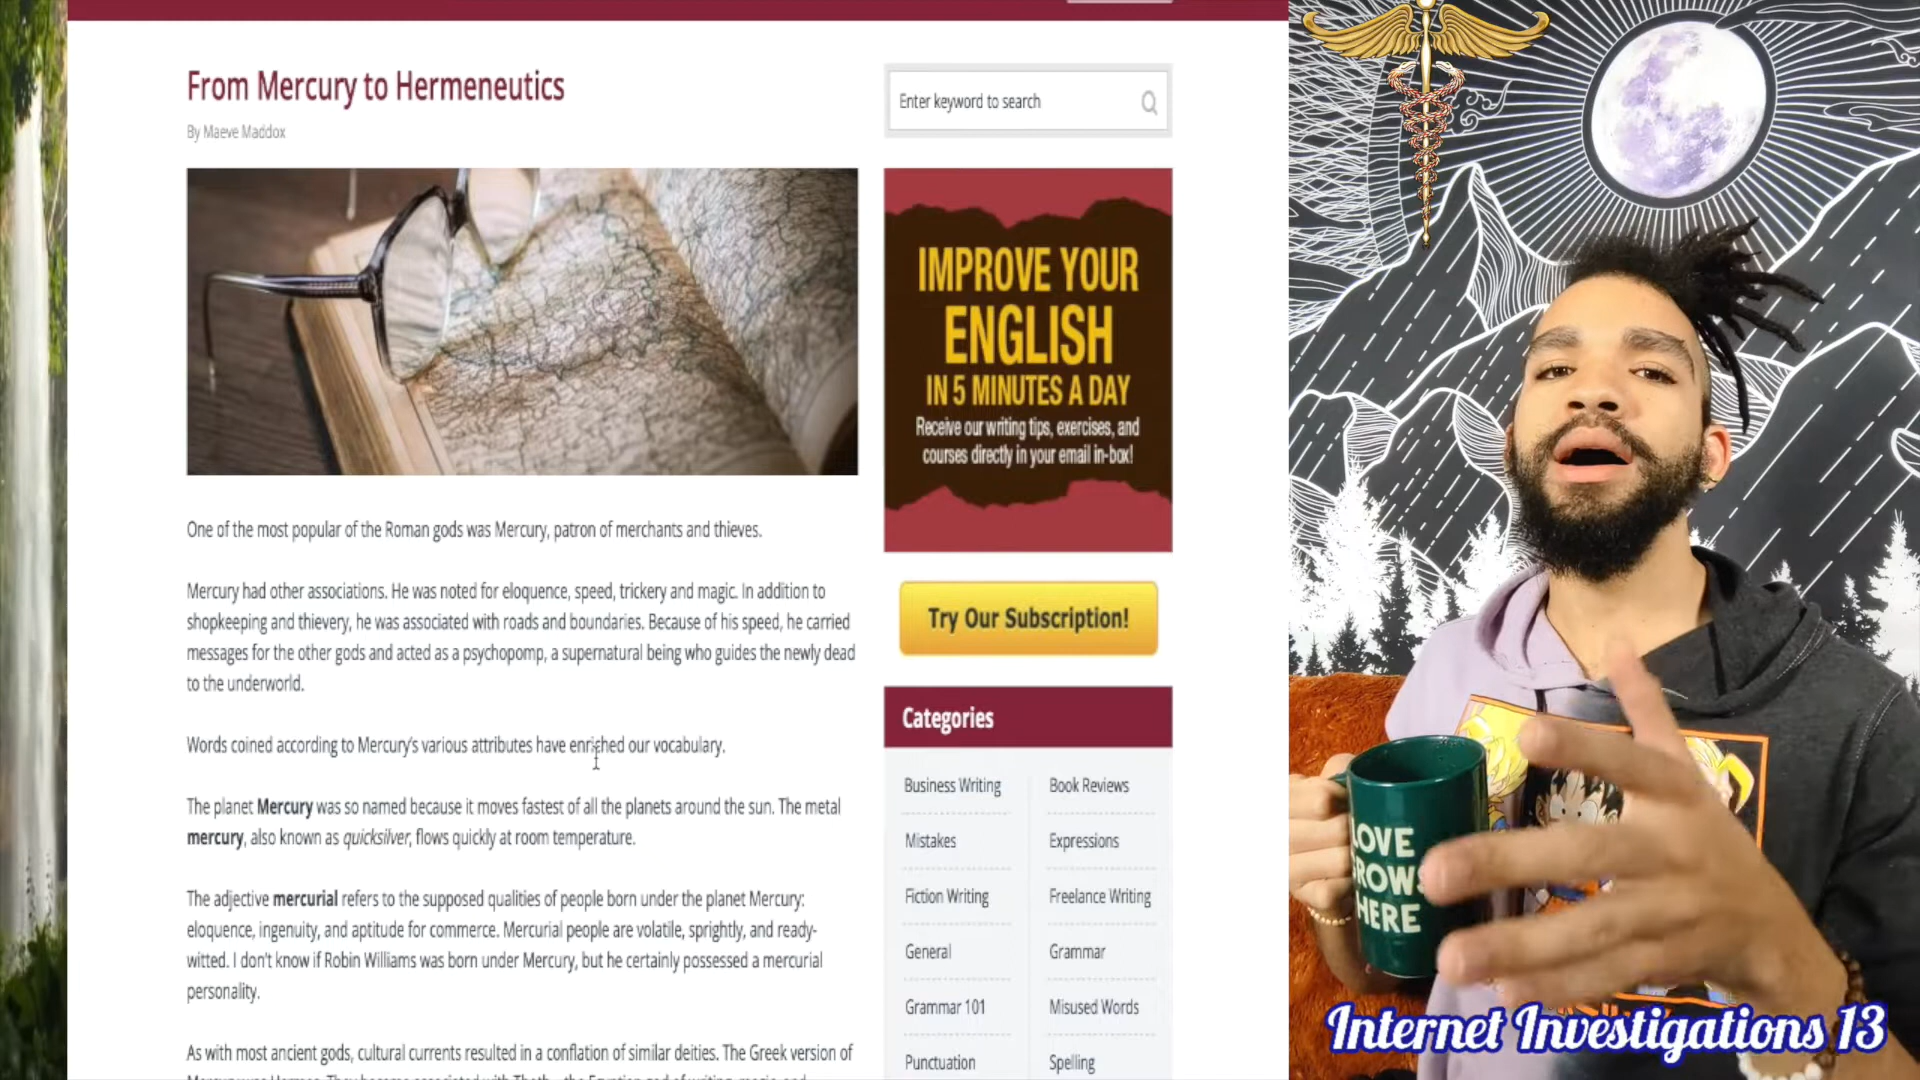 From Mercury to Hermeneutics
By Maeve Maddox
One of the most popular of the Roman gods was Mercury, patron of merchants and thieves.
Mercury had other associations. He was noted for eloquence, speed, trickery and magic. In addition to
shopkeeping and thievery, he was associated with roads and boundaries. Because of his speed, he carried
messages for the other gods and acted as a psychopomp, a supernatural being who guides the newly dead
to the underworld.
Words coined according to Mercury's various attributes have enriched our vocabulary.
The planet Mercury was so named because it moves fastest of all the planets around the sun. The metal
mercury, also known as quicksilver, flows quickly at room temperature.
The adjective mercurial refers to the supposed qualities of people born under the planet Mercury:
eloquence, ingenuity, and aptitude for commerce. Mercurial people are volatile, sprightly, and ready-
witted. I don't know if Robin Williams was born under Mercury, but he certainly possessed a mercurial
personality.
As with most ancient gods, cultural currents resulted in a conflation of similar deities. The Greek version of
Enter keyword to search
IMPROVE YOUR
ENGLISH
IN 5 MINUTES A DAY
Receive our writing tips, exercises, and
courses directly in your email in-box!
Try Our Subscription!
Categories
Business Writing
Book Reviews
Mistakes
Expressions
Fiction Writing
Freelance Writing
General
Grammar
Grammar 101
Misused Words
Punctuation
Spelling
LOVE
GROWS
HERE
Internet Investigations 13